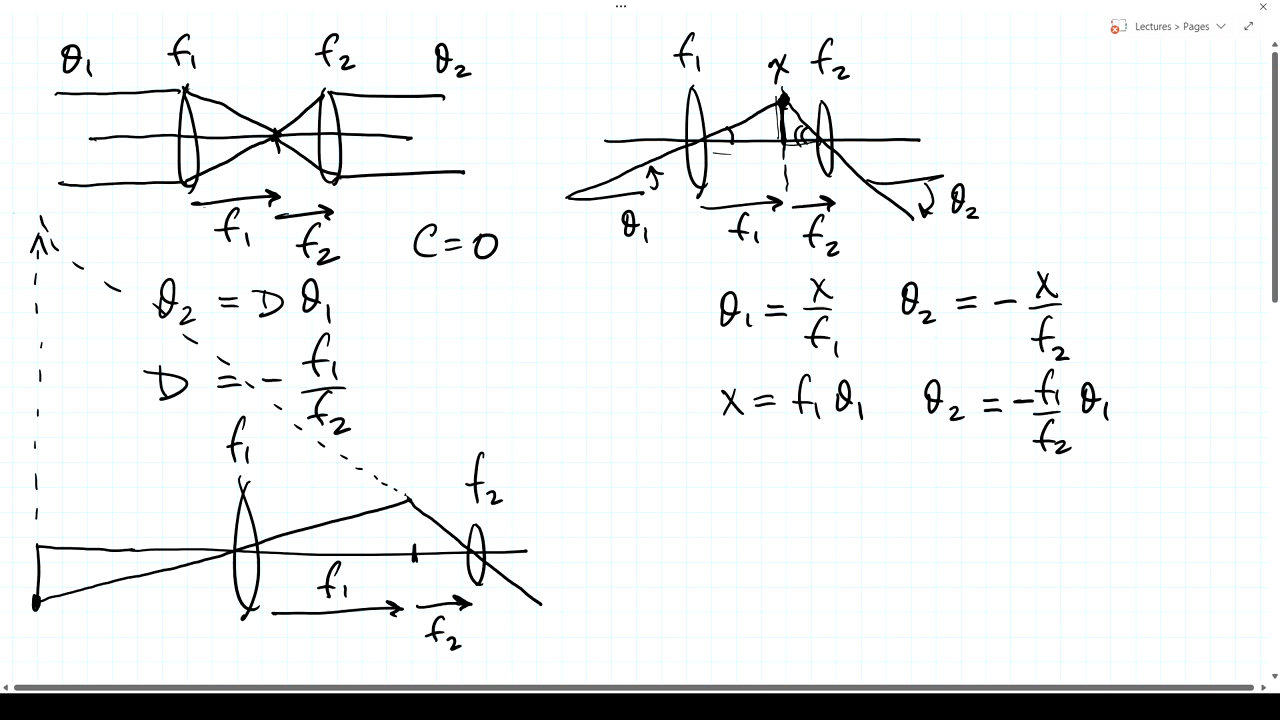 Lectures > Pages
θ₁ f₁ f₂ θ₂
f₁ f₂
C = 0
θ₂ = D θ₁
D = - f₁/f₂
f₁ f₂
f₁
f₂
f₁ x f₂
θ₁ f₁ f₂ θ₂
θ₁ = x/f₁ θ₂ = - x/f₂
x = f₁ θ₁ θ₂ = - f₁/f₂ θ₁